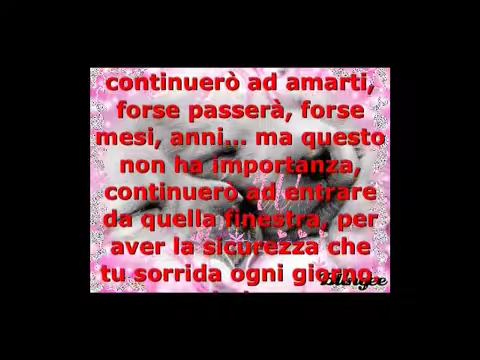 continuerò ad amarti,
forse passerà, forse
mesi, anni... ma questo
non ha importanza,
continuerò ad entrare
da quella finestra, per
aver la sicurezza che
tu sorrida ogni giorno,
blingee